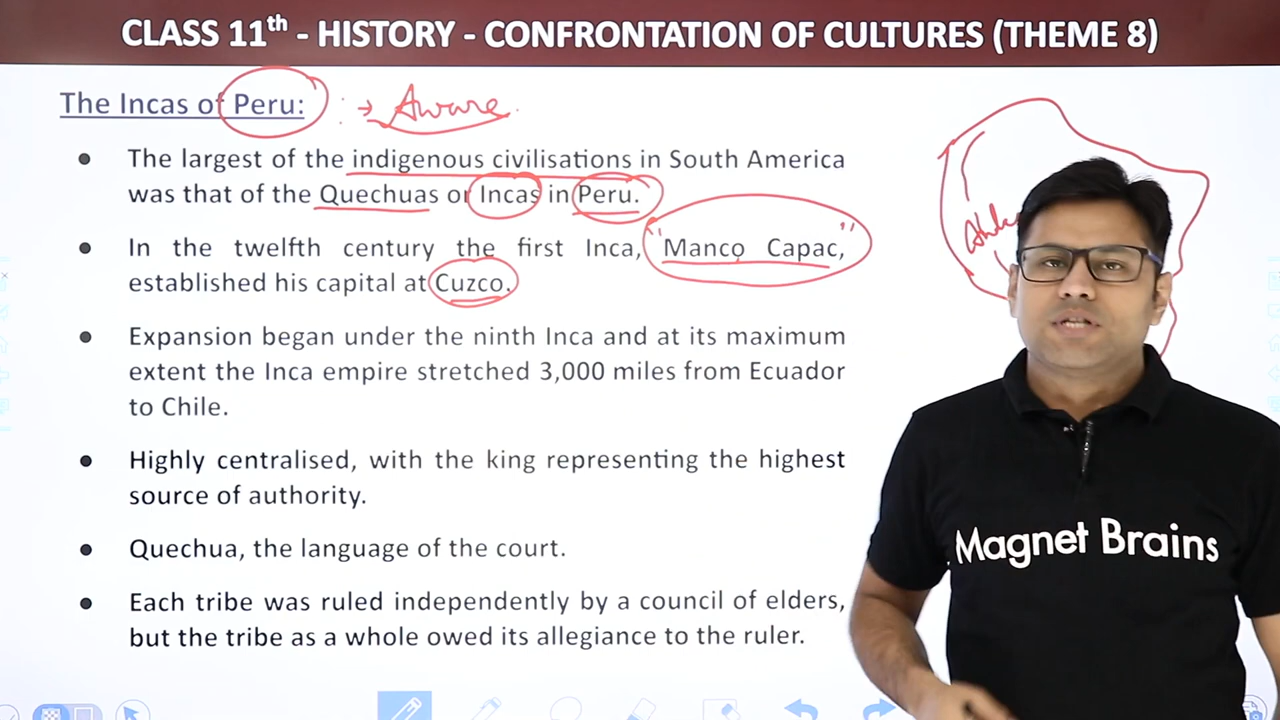 CLASS 11th - HISTORY - CONFRONTATION OF CULTURES (THEME 8)
The Incas of Peru: : → Aware
• The largest of the indigenous civilisations in South America
was that of the Quechuas or Incas in Peru.
• In the twelfth century the first Inca, "Manco Capac,"
established his capital at Cuzco.
• Expansion began under the ninth Inca and at its maximum
extent the Inca empire stretched 3,000 miles from Ecuador
to Chile.
• Highly centralised, with the king representing the highest
source of authority.
• Quechua, the language of the court.
• Each tribe was ruled independently by a council of elders,
but the tribe as a whole owed its allegiance to the ruler.
Magnet Brains